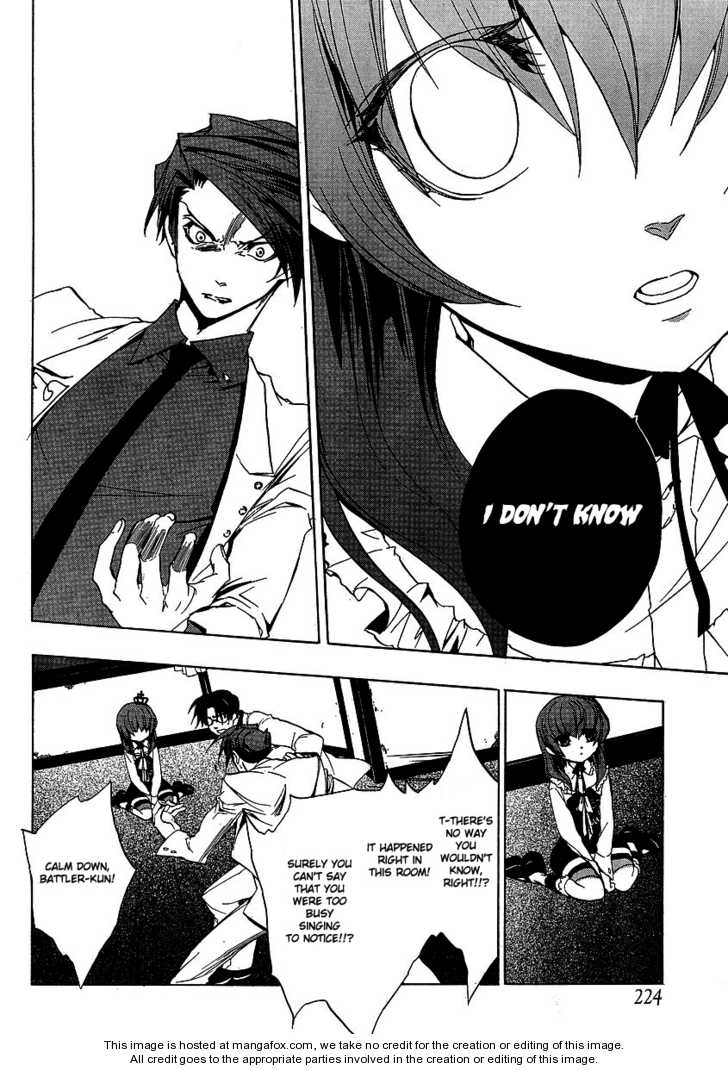 I DON'T KNOW
T-THERE'S
NO WAY
YOU
WOULDN'T
KNOW,
RIGHT!!?
IT HAPPENED
RIGHT IN
THIS ROOM!
SURELY YOU
CAN'T SAY
THAT YOU
WERE TOO
BUSY
SINGING
TO NOTICE!!?
CALM DOWN,
BATTLER-KUN!
224
This image is hosted at mangafox.com, we take no credit for the creation or editing of this image.
All credit goes to the appropriate parties involved in the creation or editing of this image.